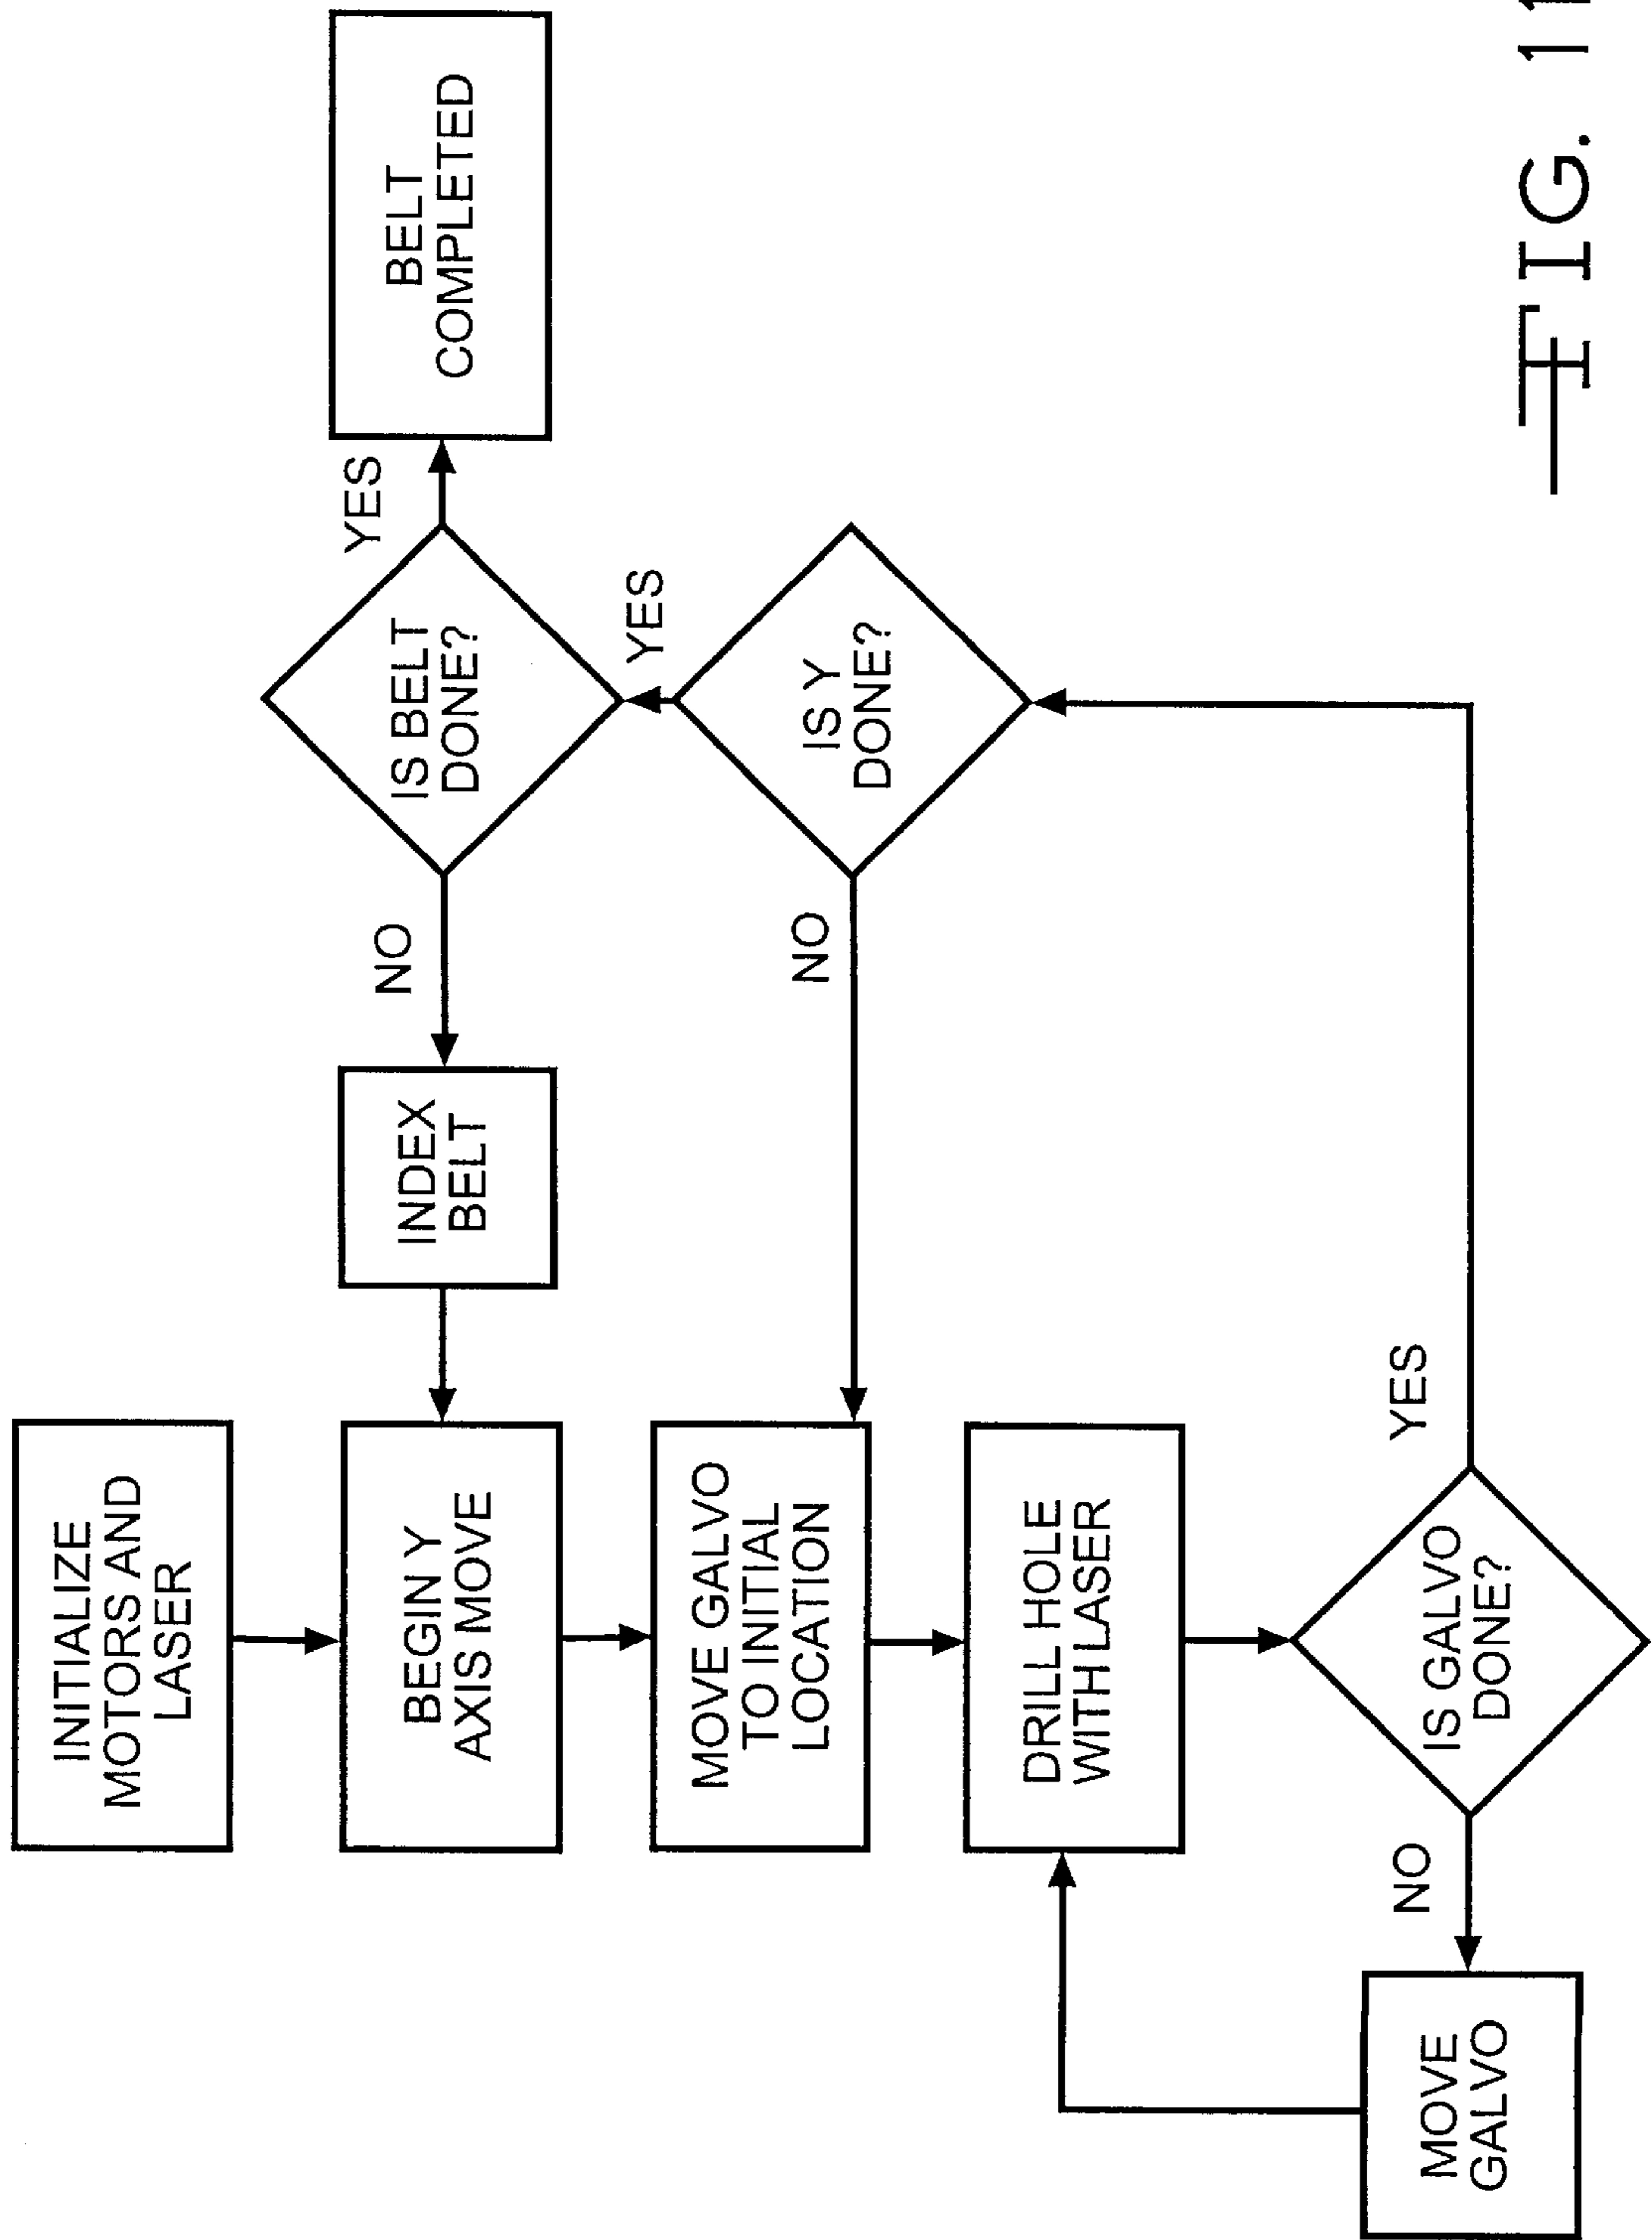 INITIALIZE
MOTORS AND
LASER
BEGIN Y
AXIS MOVE
MOVE GALVO
TO INITIAL
LOCATION
DRILL HOLE
WITH LASER
IS GALVO
DONE?
NO
MOVE
GALVO
YES
IS Y
DONE?
NO
YES
IS BELT
DONE?
NO
INDEX
BELT
YES
BELT
COMPLETED
FIG. 11